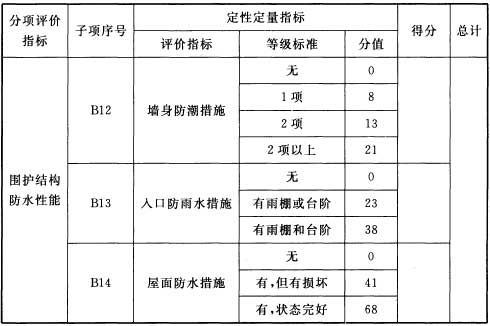 分项评价指标 子项序号 定性定量指标 得分 总计
评价指标 等级标准 分值
围护结构防水性能 B12 墙身防潮措施 无 0
1项 8
2项 13
2项以上 21
B13 入口防雨水措施 无 0
有雨棚或台阶 23
有雨棚和台阶 38
B14 屋面防水措施 无 0
有,但有损坏 41
有,状态完好 68